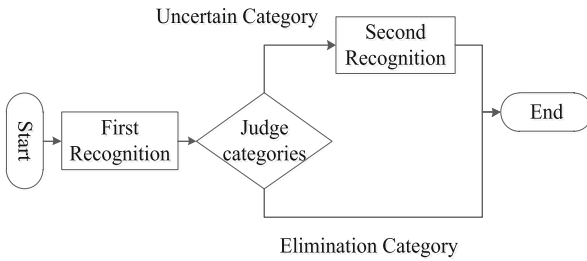 Uncertain Category
Second
Recognition
Start
First
Recognition
Judge
categories
End
Elimination Category